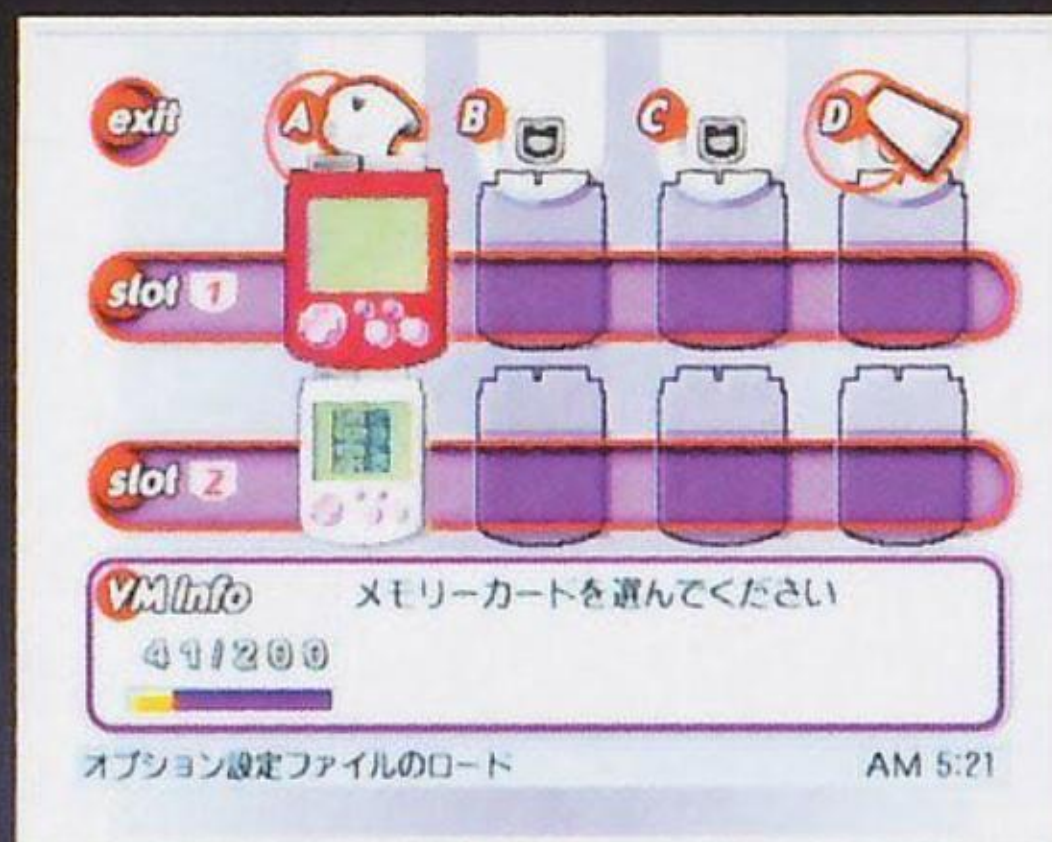 exit A B C D
slot 1
slot 2
VM Info メモリーカードを選んでください
41/200
オプション設定ファイルのロード AM 5:21